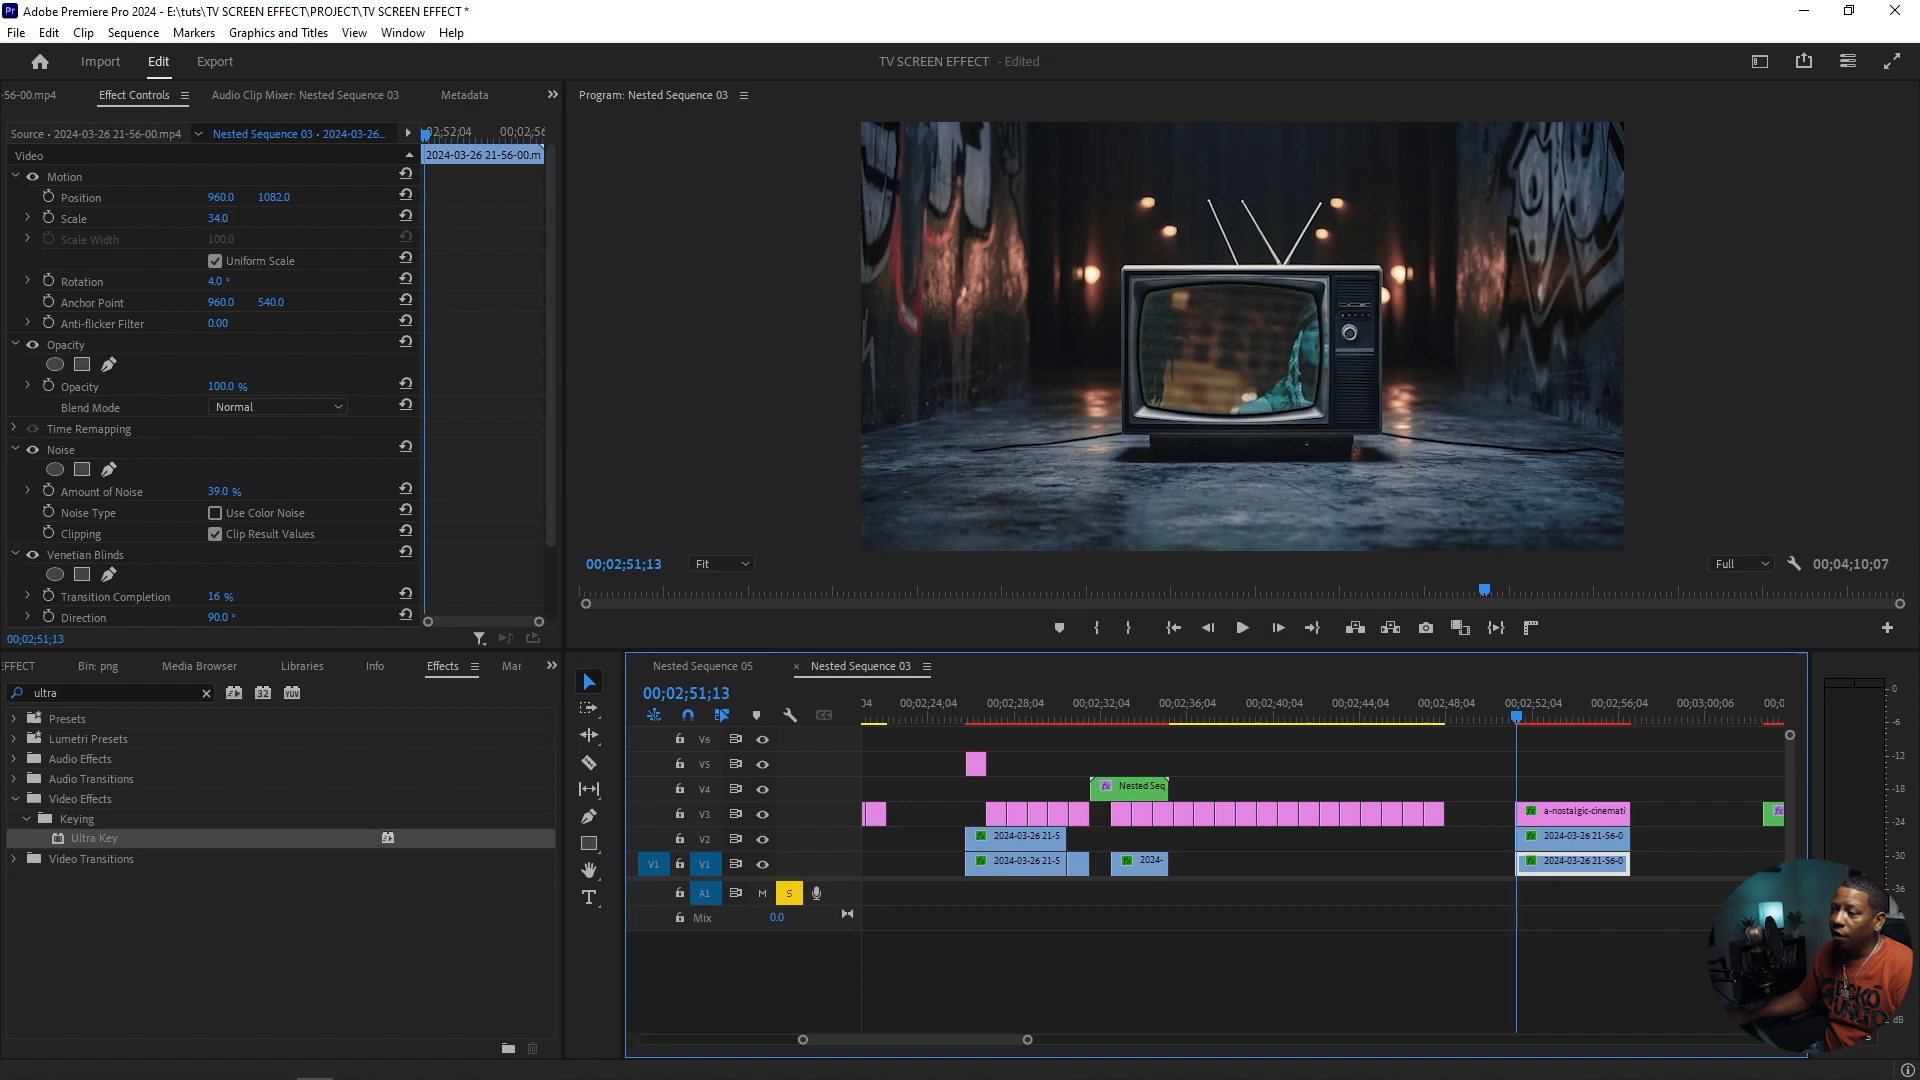 Adobe Premiere Pro 2024 - E:\tuts\TV SCREEN EFFECT\PROJECT\TV SCREEN EFFECT *
File Edit Clip Sequence Markers Graphics and Titles View Window Help
Import Edit Export
TV SCREEN EFFECT - Edited
-56-00.mp4 Effect Controls Audio Clip Mixer: Nested Sequence 03 Metadata
Program: Nested Sequence 03
Source • 2024-03-26 21-56-00.mp4 Nested Sequence 03 • 2024-03-26...
02;52;04 00;02;56
Video
2024-03-26 21-56-00.m
Motion
Position 960.0 1082.0
Scale 34.0
Scale Width 100.0
Uniform Scale
Rotation 4.0 °
Anchor Point 960.0 540.0
Anti-flicker Filter 0.00
Opacity
Opacity 100.0 %
Blend Mode Normal
Time Remapping
Noise
Amount of Noise 39.0 %
Noise Type Use Color Noise
Clipping Clip Result Values
Venetian Blinds
Transition Completion 16 %
Direction 90.0 °
00;02;51;13
00;02;51;13 Fit Full 00;04;10;07
FFECT Bin: png Media Browser Libraries Info Effects Mar
ultra
32 YUV
Presets
Lumetri Presets
Audio Effects
Audio Transitions
Video Effects
Keying
Ultra Key
Video Transitions
Nested Sequence 05 × Nested Sequence 03
00;02;51;13
04 00;02;24;04 00;02;28;04 00;02;32;04 00;02;36;04 00;02;40;04 00;02;44;04 00;02;48;04 00;02;52;04 00;02;56;04 00;03;00;06 00;0
V6
V5
V4 fx Nested Seq
V3 fx a-nostalgic-cinemati fx
V2 fx 2024-03-26 21-5 fx 2024-03-26 21-56-0
V1 V1 fx 2024-03-26 21-5 fx 2024- fx 2024-03-26 21-56-0
A1 M S
Mix 0.0
0
-6
-12
-18
-24
-30
-36
dB
S